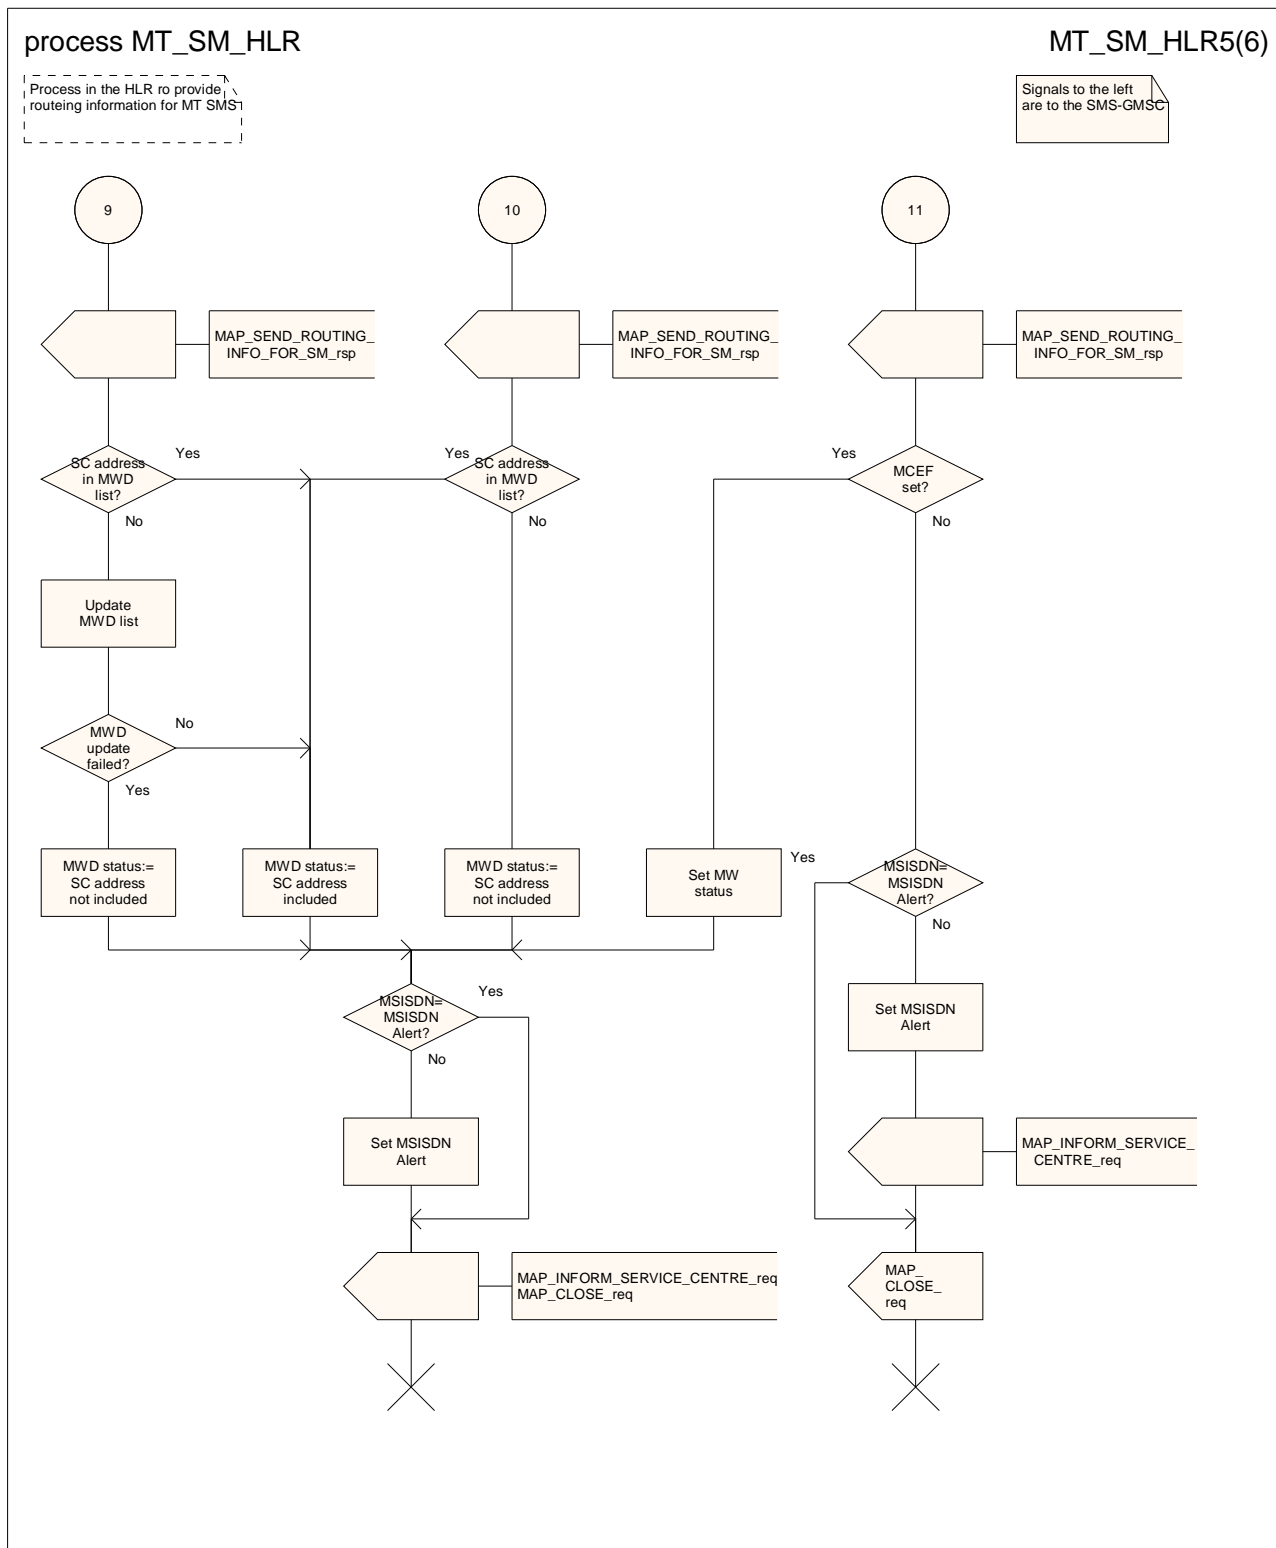 process MT_SM_HLR
MT_SM_HLR5(6)
Process in the HLR ro provide
routeing information for MT SMS
Signals to the left
are to the SMS-GMSC
9
10
11
MAP_SEND_ROUTING_
INFO_FOR_SM_rsp
MAP_SEND_ROUTING_
INFO_FOR_SM_rsp
MAP_SEND_ROUTING_
INFO_FOR_SM_rsp
SC address
in MWD
list?
Yes
No
Yes
SC address
in MWD
list?
No
Yes
MCEF
set?
No
Update
MWD list
MWD
update
failed?
No
Yes
MWD status:=
SC address
not included
MWD status:=
SC address
included
MWD status:=
SC address
not included
Set MW
status
Yes
MSISDN=
MSISDN
Alert?
No
MSISDN=
MSISDN
Alert?
Yes
No
Set MSISDN
Alert
Set MSISDN
Alert
MAP_INFORM_SERVICE_
CENTRE_req
MAP_INFORM_SERVICE_CENTRE_req
MAP_CLOSE_req
MAP_
CLOSE_
req